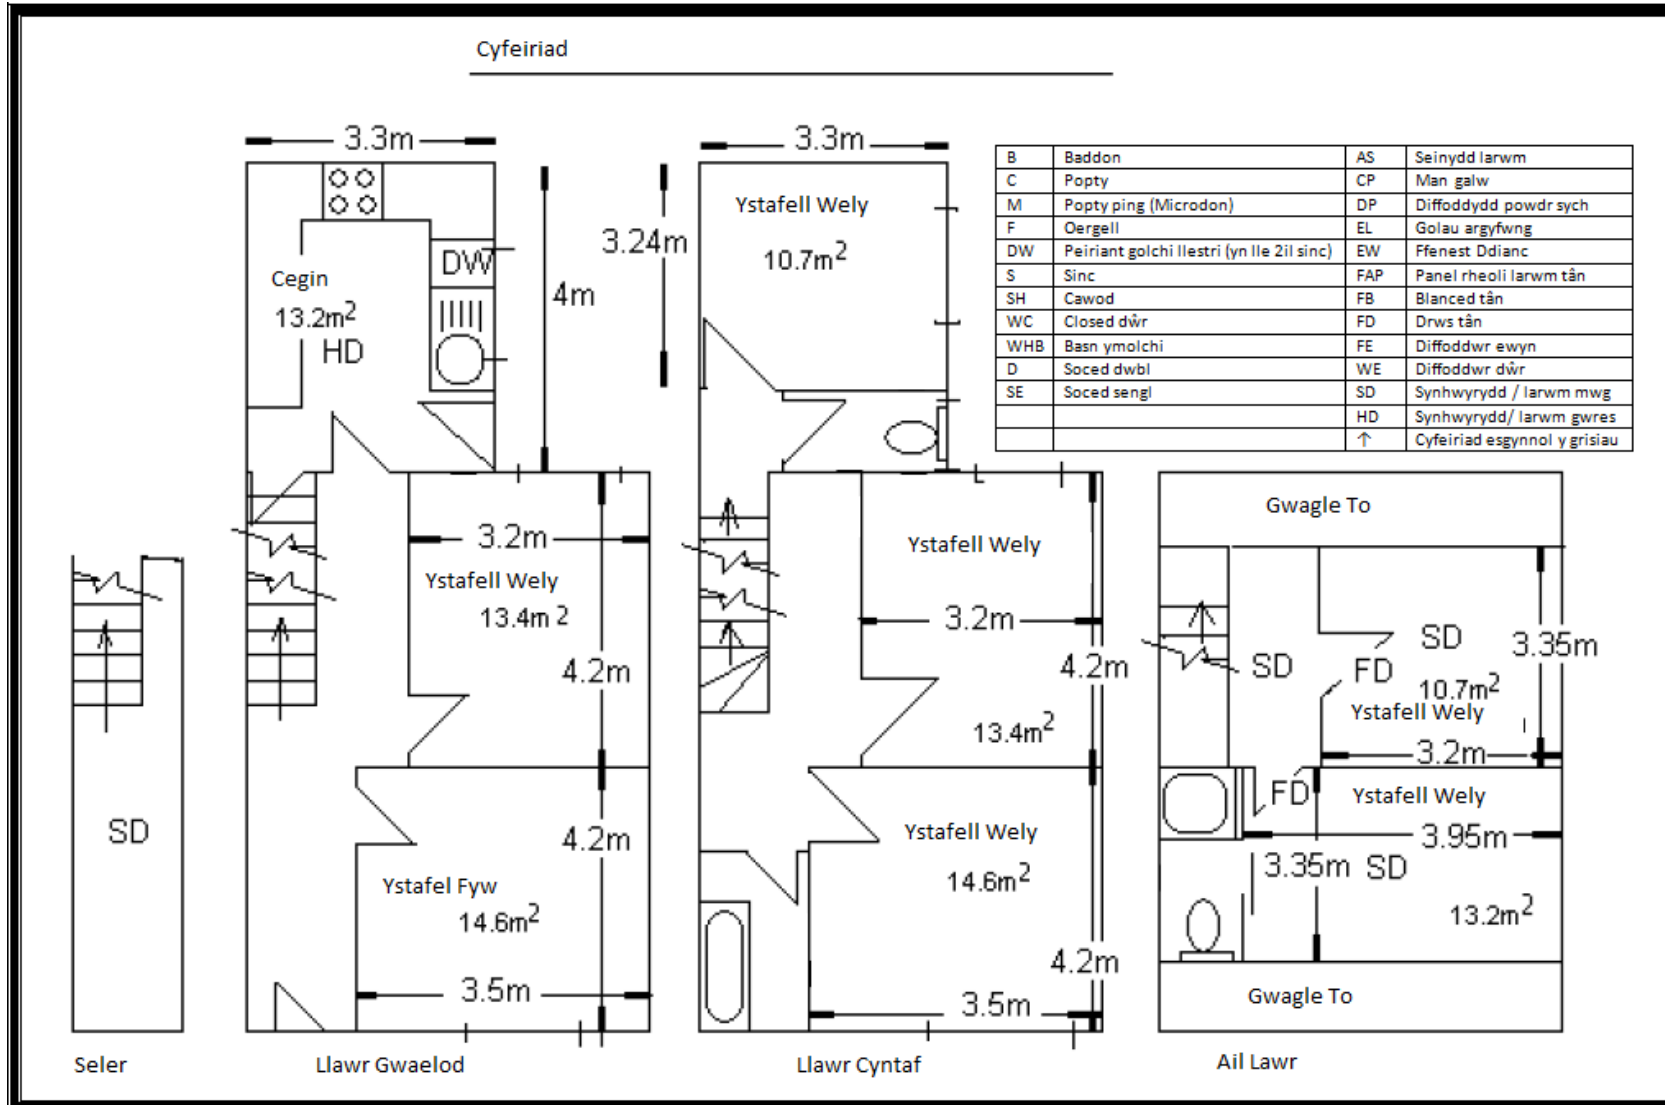 Cyfeiriad
3.3m
3.3m
B Baddon AS Seinydd larwm
C Popty CP Man galw
M Popty ping (Microdon) DP Diffoddydd powdr sych
F Oergell EL Golau argyfwng
DW Peiriant golchi llestri (yn lle 2il sinc) EW Ffenest Ddianc
S Sinc FAP Panel rheoli larwm tân
SH Cawod FB Blanced tân
WC Closed dŵr FD Drws tân
WHB Basn ymolchi FE Diffoddwr ewyn
D Soced dwbl WE Diffoddwr dŵr
SE Soced sengl SD Synhwyrydd / larwm mwg
HD Synhwyrydd/ larwm gwres
↑ Cyfeiriad esgynnol y grisiau
SD
Seler
Cegin
13.2m²
HD
DW
4m
3.2m
Ystafell Wely
13.4m²
4.2m
4.2m
Ystafel Fyw
14.6m²
3.5m
Llawr Gwaelod
3.24m
Ystafell Wely
10.7m²
Ystafell Wely
3.2m
4.2m
13.4m²
Ystafell Wely
14.6m²
4.2m
3.5m
Llawr Cyntaf
Gwagle To
SD
SD
3.35m
FD
10.7m²
Ystafell Wely
3.2m
FD
Ystafell Wely
3.95m
3.35m
SD
13.2m²
Gwagle To
Ail Lawr